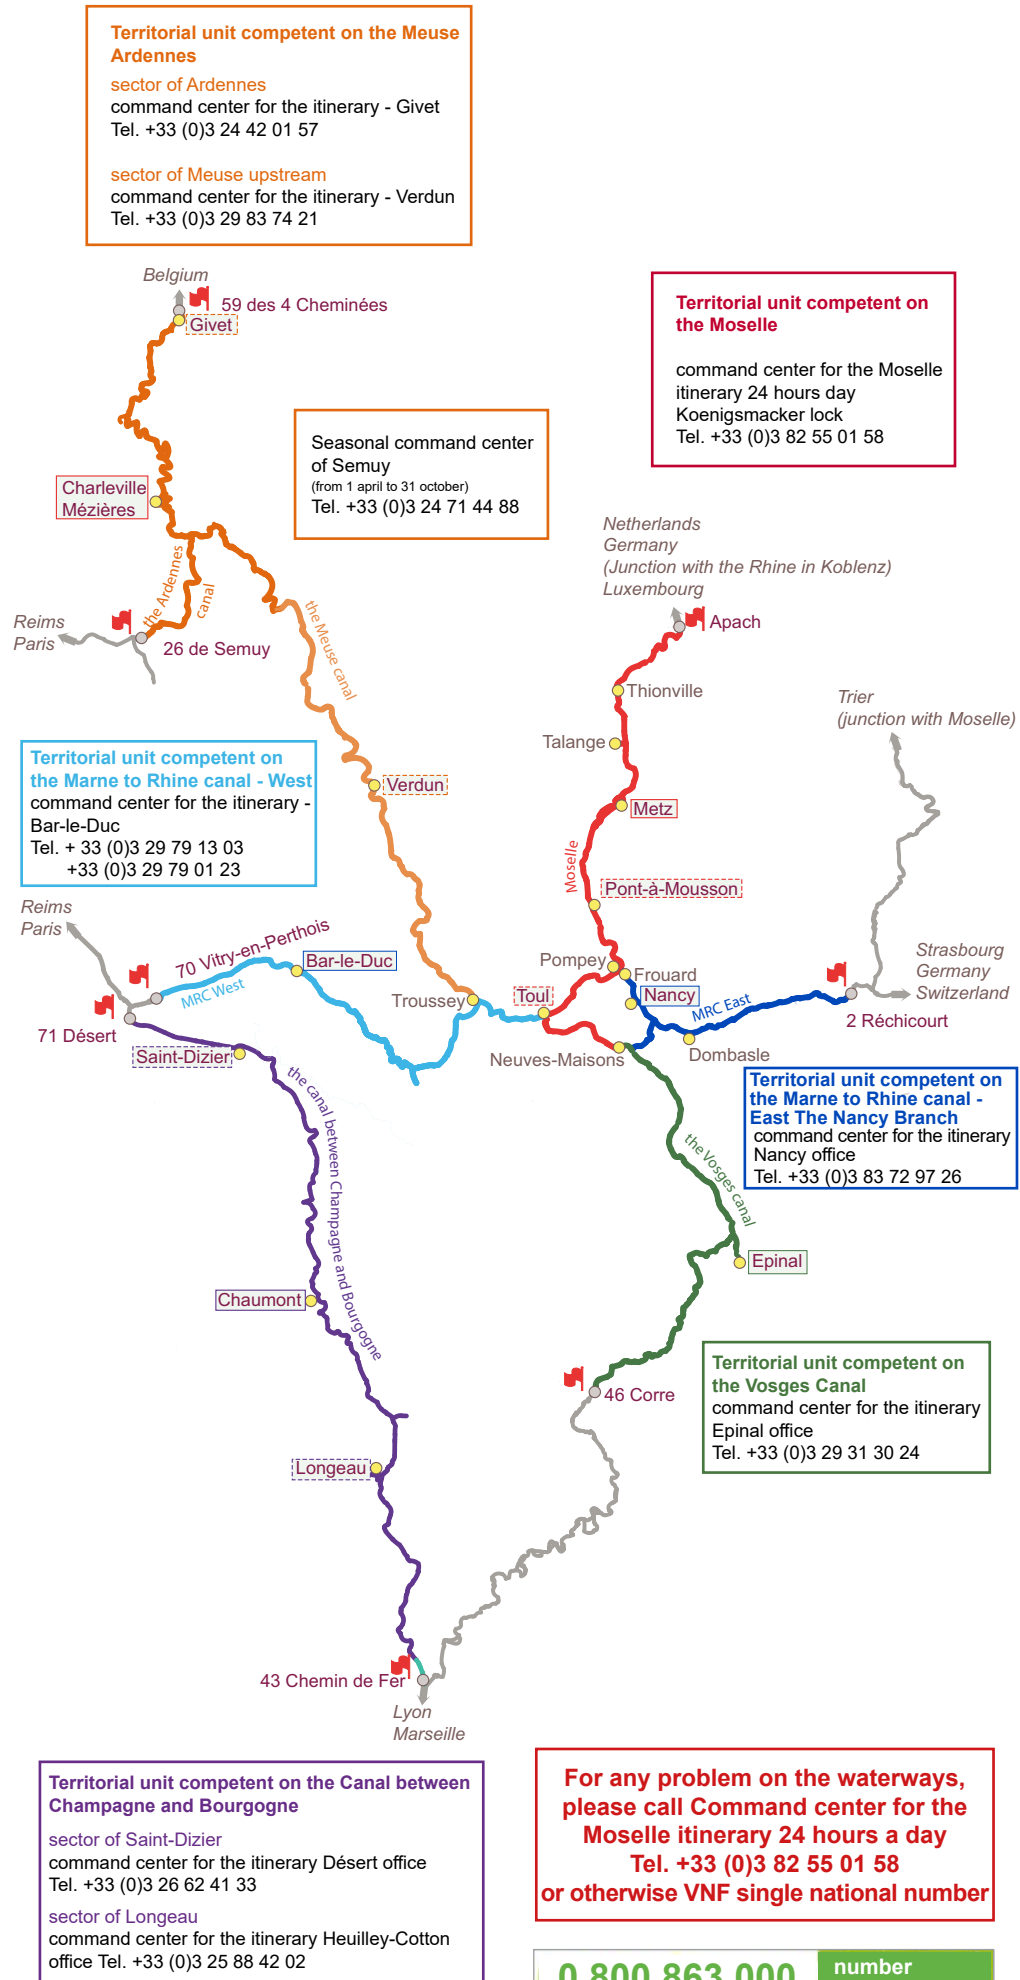 Territorial unit competent on the Meuse
Ardennes
sector of Ardennes
command center for the itinerary - Givet
Tel. +33 (0)3 24 42 01 57
sector of Meuse upstream
command center for the itinerary - Verdun
Tel. +33 (0)3 29 83 74 21
Belgium
59 des 4 Cheminées
Givet
Territorial unit competent on
the Moselle
command center for the Moselle
itinerary 24 hours day
Koenigsmacker lock
Tel. +33 (0)3 82 55 01 58
Seasonal command center
of Semuy
(from 1 april to 31 october)
Tel. +33 (0)3 24 71 44 88
Charleville
Mézières
Netherlands
Germany
(Junction with the Rhine in Koblenz)
Luxembourg
the Ardennes
canal
the Meuse canal
Reims
Paris
26 de Semuy
Apach
Thionville
Trier
(junction with Moselle)
Talange
Territorial unit competent on
the Marne to Rhine canal - West
command center for the itinerary -
Bar-le-Duc
Tel. + 33 (0)3 29 79 13 03
+33 (0)3 29 79 01 23
Verdun
Metz
Moselle
Pont-à-Mousson
Reims
Paris
70 Vitry-en-Perthois
MRC West
Bar-le-Duc
Pompey
Frouard
Strasbourg
Germany
Switzerland
Troussey
Toul
Nancy
MRC East
2 Réchicourt
71 Désert
Saint-Dizier
Neuves-Maisons
Dombasle
the canal between Champagne and Bourgogne
Territorial unit competent on
the Marne to Rhine canal -
East The Nancy Branch
command center for the itinerary
Nancy office
Tel. +33 (0)3 83 72 97 26
the Vosges canal
Epinal
Chaumont
Territorial unit competent on
the Vosges Canal
command center for the itinerary
Epinal office
Tel. +33 (0)3 29 31 30 24
46 Corre
Longeau
43 Chemin de Fer
Lyon
Marseille
Territorial unit competent on the Canal between
Champagne and Bourgogne
sector of Saint-Dizier
command center for the itinerary Désert office
Tel. +33 (0)3 26 62 41 33
sector of Longeau
command center for the itinerary Heuilley-Cotton
office Tel. +33 (0)3 25 88 42 02
For any problem on the waterways,
please call Command center for the
Moselle itinerary 24 hours a day
Tel. +33 (0)3 82 55 01 58
or otherwise VNF single national number
0 800 863 000
number